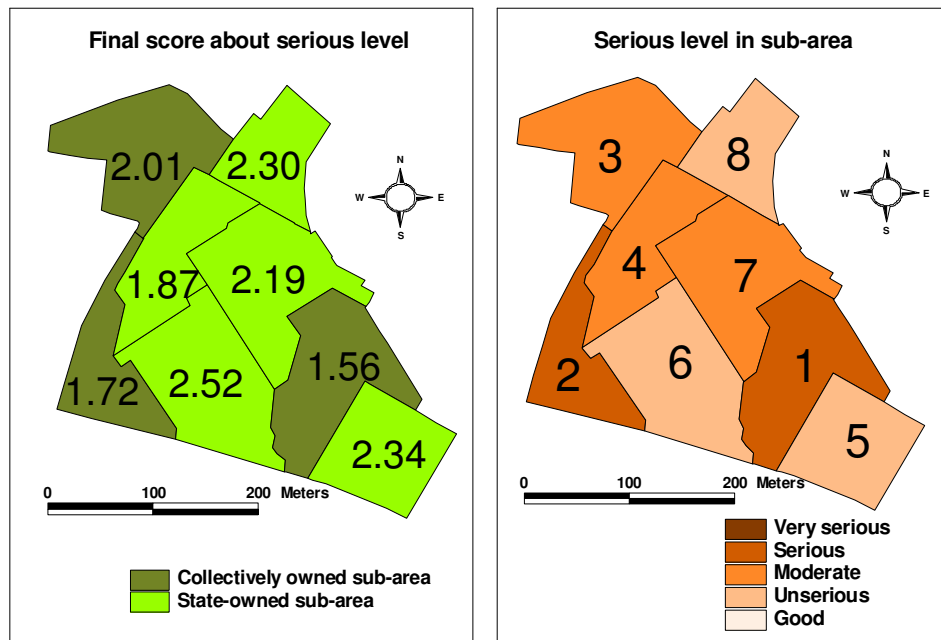 Final score about serious level
2.01
2.30
N
W
E
S
1.87
2.19
1.72
2.52
1.56
2.34
0
100
200 Meters
Collectively owned sub-area
State-owned sub-area
Serious level in sub-area
3
8
N
W
E
S
4
7
2
6
1
5
0
100
200 Meters
Very serious
Serious
Moderate
Unserious
Good